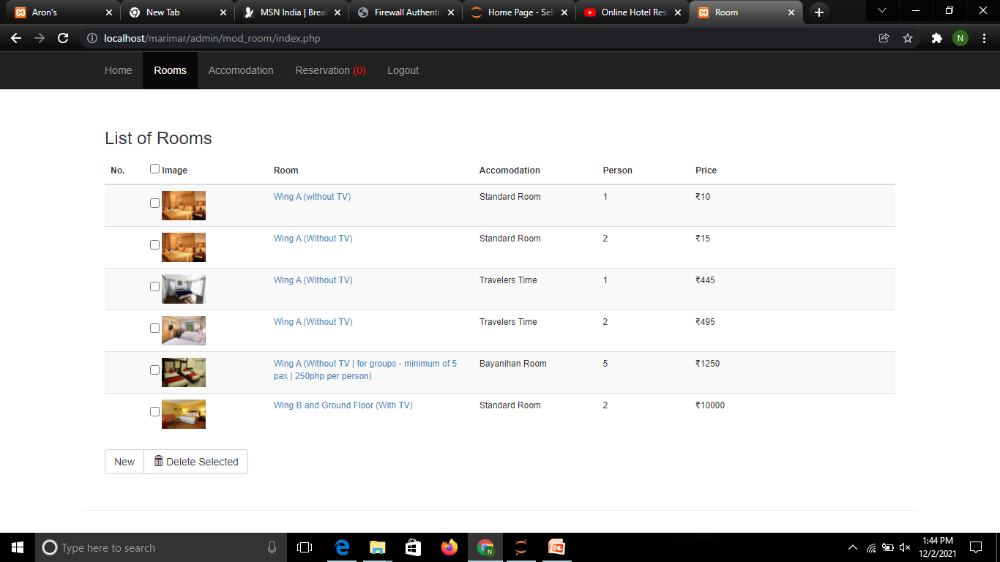 Aron's
New Tab
MSN India | Brea
Firewall Authenti
Home Page - Sel
Online Hotel Res
Room
localhost/marimar/admin/mod_room/index.php
N
Home
Rooms
Accomodation
Reservation (0)
Logout
List of Rooms
No. Image Room Accomodation Person Price
Wing A (without TV) Standard Room 1 ₹10
Wing A (Without TV) Standard Room 2 ₹15
Wing A (Without TV) Travelers Time 1 ₹445
Wing A (Without TV) Travelers Time 2 ₹495
Wing A (Without TV | for groups - minimum of 5 Bayanihan Room 5 ₹1250
pax | 250php per person)
Wing B and Ground Floor (With TV) Standard Room 2 ₹10000
New
Delete Selected
Type here to search
N
1:44 PM
12/2/2021